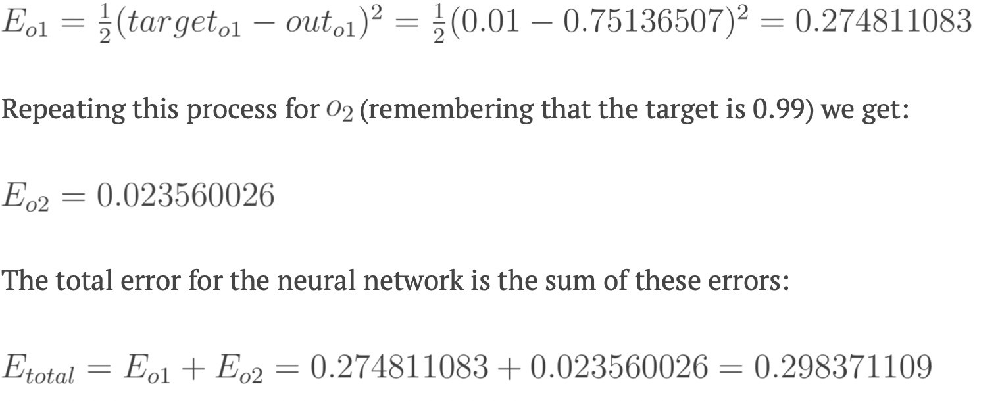 E_{o1} = \frac{1}{2}(target_{o1} - out_{o1})^2 = \frac{1}{2}(0.01 - 0.75136507)^2 = 0.274811083
Repeating this process for o_2 (remembering that the target is 0.99) we get:
E_{o2} = 0.023560026
The total error for the neural network is the sum of these errors:
E_{total} = E_{o1} + E_{o2} = 0.274811083 + 0.023560026 = 0.298371109